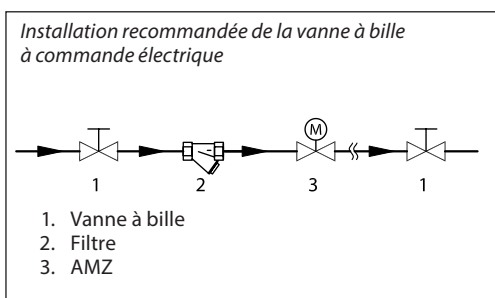 Installation recommandée de la vanne à bille
à commande électrique
M
1 2 3 1
1. Vanne à bille
2. Filtre
3. AMZ